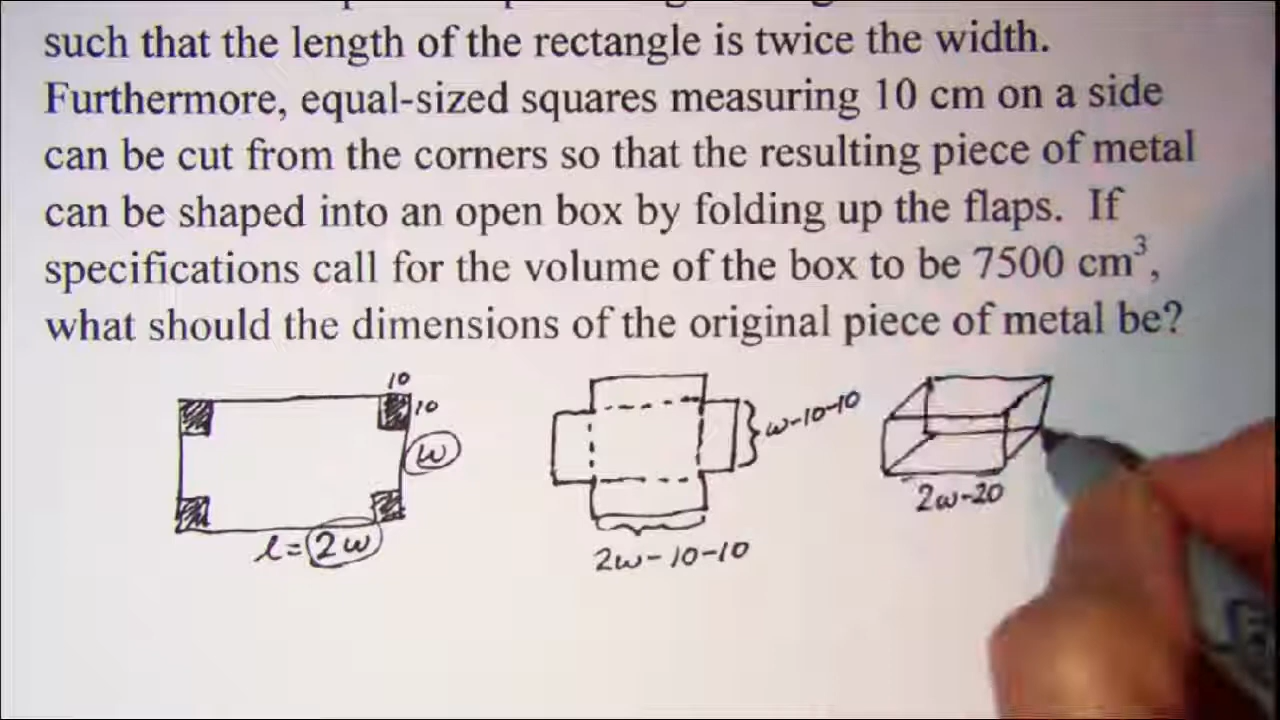 such that the length of the rectangle is twice the width.
Furthermore, equal-sized squares measuring 10 cm on a side
can be cut from the corners so that the resulting piece of metal
can be shaped into an open box by folding up the flaps. If
specifications call for the volume of the box to be 7500 cm³,
what should the dimensions of the original piece of metal be?
10
10
w
l=2w
w-10-10
2w-10-10
2w-20